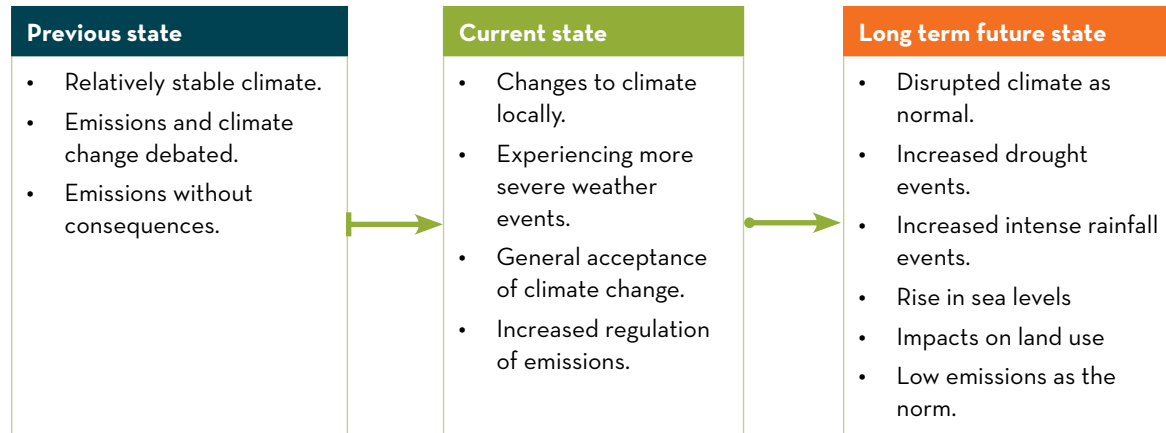 Previous state
• Relatively stable climate.
• Emissions and climate
change debated.
• Emissions without
consequences.
Current state
• Changes to climate
locally.
• Experiencing more
severe weather
events.
• General acceptance
of climate change.
• Increased regulation
of emissions.
Long term future state
• Disrupted climate as
normal.
• Increased drought
events.
• Increased intense rainfall
events.
• Rise in sea levels
• Impacts on land use
• Low emissions as the
norm.